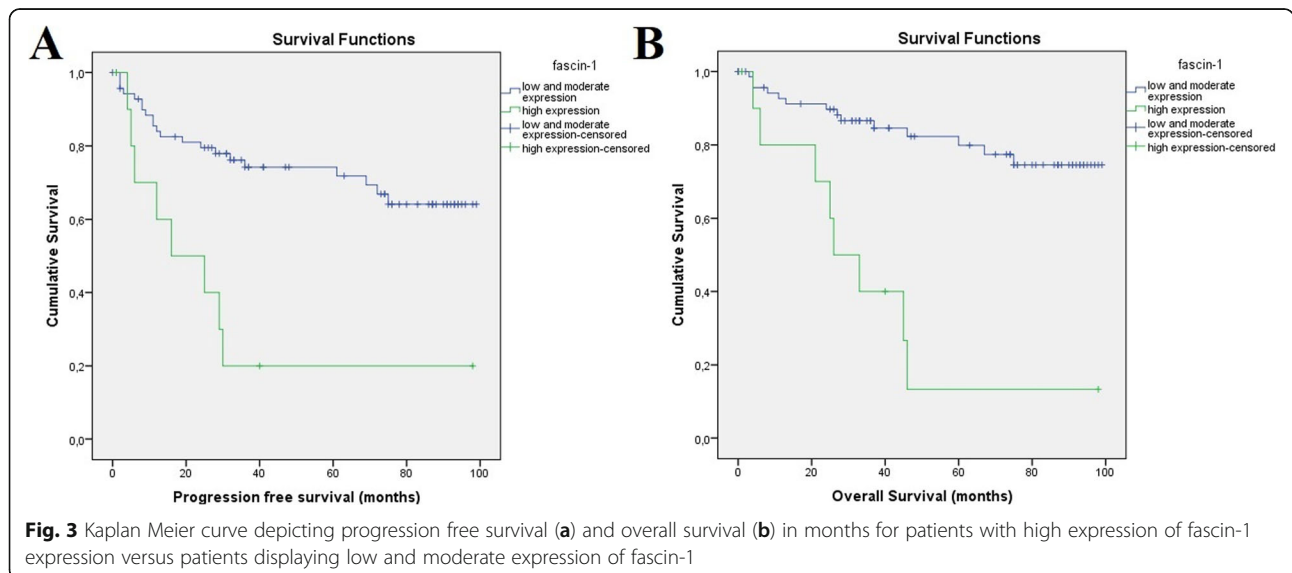 A
Survival Functions
Cumulative Survival
1,0
0,8
0,6
0,4
0,2
0,0
0
20
40
60
80
100
Progression free survival (months)
fascin-1
low and moderate
expression
high expression
low and moderate
expression-censored
high expression-censored
B
Survival Functions
Cumulative Survival
1,0
0,8
0,6
0,4
0,2
0,0
0
20
40
60
80
100
Overall Survival (months)
fascin-1
low and moderate
expression
high expression
low and moderate
expression-censored
high expression-censored
Fig. 3 Kaplan Meier curve depicting progression free survival (a) and overall survival (b) in months for patients with high expression of fascin-1
expression versus patients displaying low and moderate expression of fascin-1